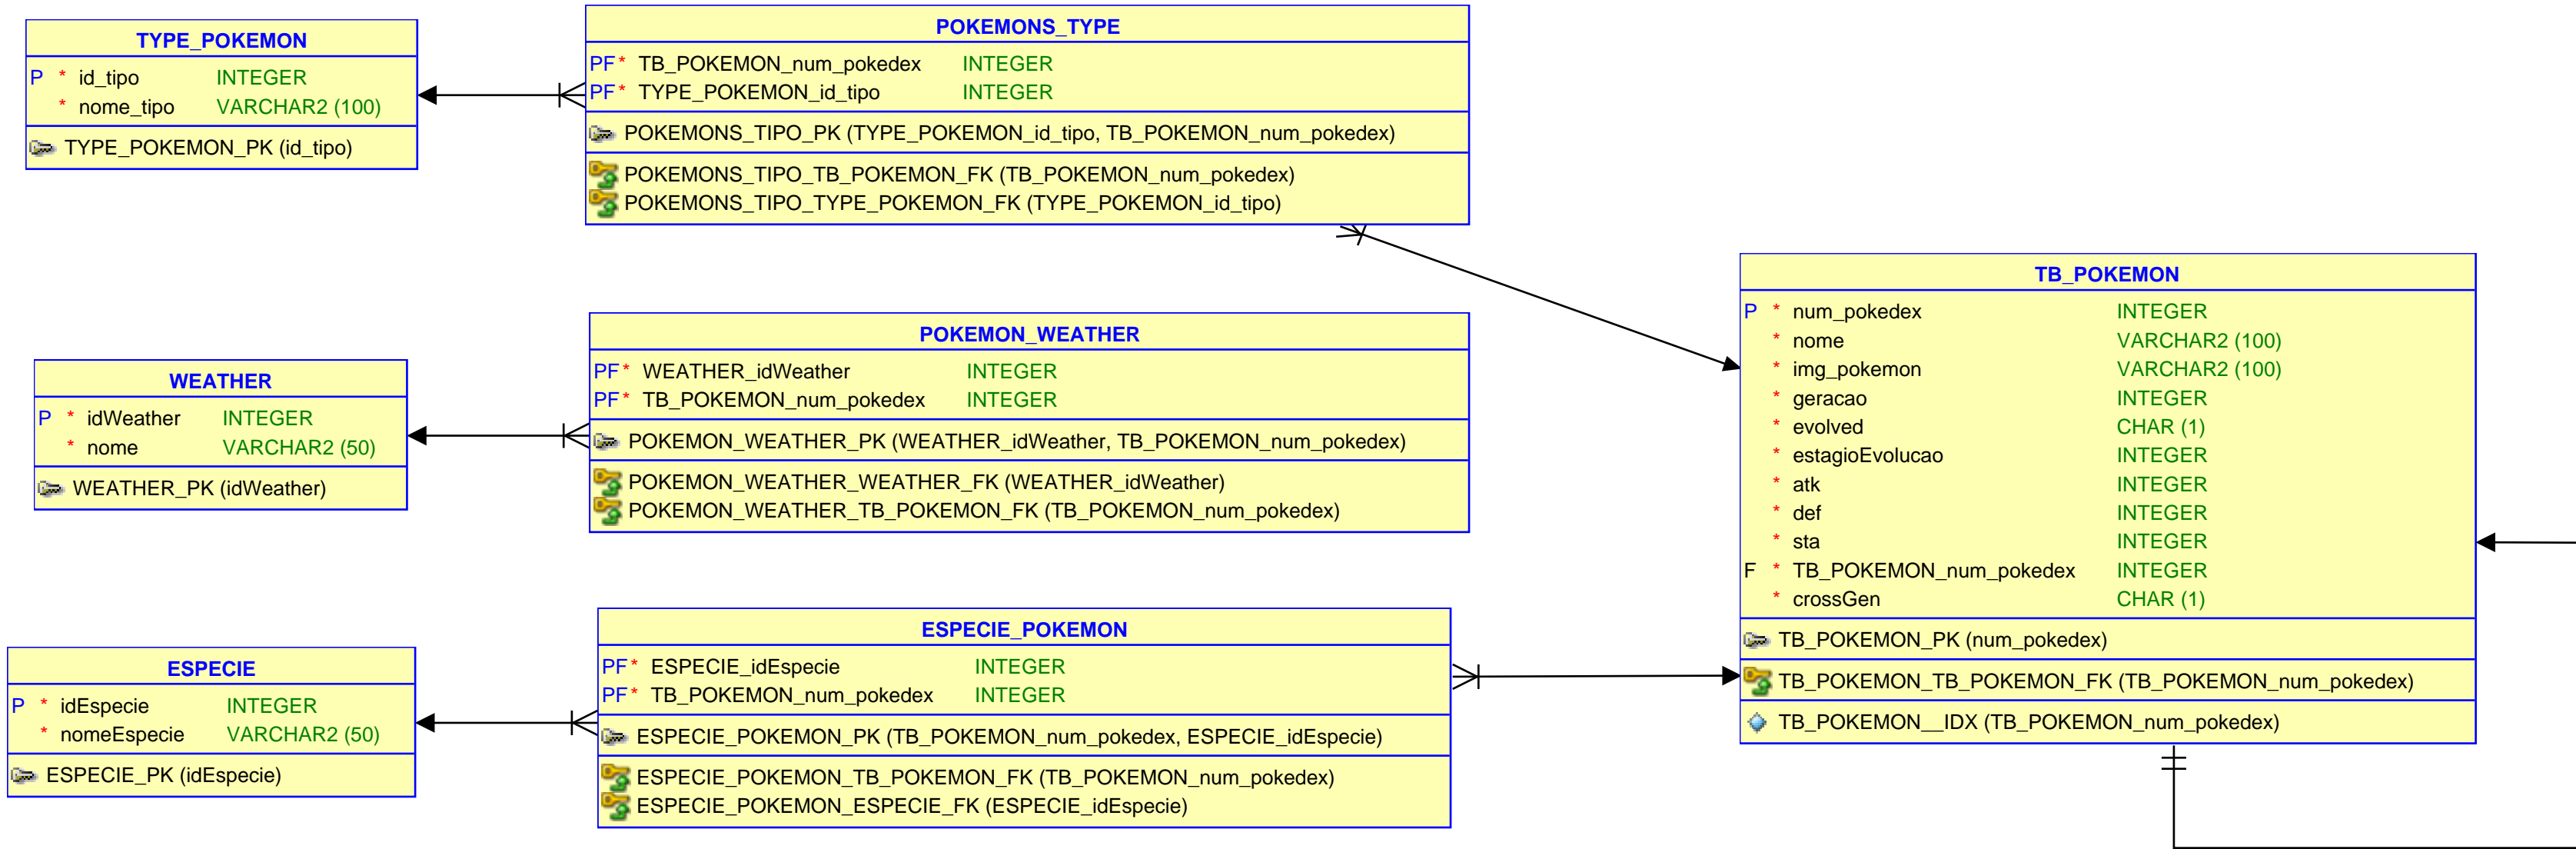 TYPE_POKEMON
P * id_tipo INTEGER
* nome_tipo VARCHAR2 (100)
TYPE_POKEMON_PK (id_tipo)
POKEMONS_TYPE
PF* TB_POKEMON_num_pokedex INTEGER
PF* TYPE_POKEMON_id_tipo INTEGER
POKEMONS_TIPO_PK (TYPE_POKEMON_id_tipo, TB_POKEMON_num_pokedex)
POKEMONS_TIPO_TB_POKEMON_FK (TB_POKEMON_num_pokedex)
POKEMONS_TIPO_TYPE_POKEMON_FK (TYPE_POKEMON_id_tipo)
WEATHER
P * idWeather INTEGER
* nome VARCHAR2 (50)
WEATHER_PK (idWeather)
POKEMON_WEATHER
PF* WEATHER_idWeather INTEGER
PF* TB_POKEMON_num_pokedex INTEGER
POKEMON_WEATHER_PK (WEATHER_idWeather, TB_POKEMON_num_pokedex)
POKEMON_WEATHER_WEATHER_FK (WEATHER_idWeather)
POKEMON_WEATHER_TB_POKEMON_FK (TB_POKEMON_num_pokedex)
ESPECIE
P * idEspecie INTEGER
* nomeEspecie VARCHAR2 (50)
ESPECIE_PK (idEspecie)
ESPECIE_POKEMON
PF* ESPECIE_idEspecie INTEGER
PF* TB_POKEMON_num_pokedex INTEGER
ESPECIE_POKEMON_PK (TB_POKEMON_num_pokedex, ESPECIE_idEspecie)
ESPECIE_POKEMON_TB_POKEMON_FK (TB_POKEMON_num_pokedex)
ESPECIE_POKEMON_ESPECIE_FK (ESPECIE_idEspecie)
TB_POKEMON
P * num_pokedex INTEGER
* nome VARCHAR2 (100)
* img_pokemon VARCHAR2 (100)
* geracao INTEGER
* evolved CHAR (1)
* estagioEvolucao INTEGER
* atk INTEGER
* def INTEGER
* sta INTEGER
F * TB_POKEMON_num_pokedex INTEGER
* crossGen CHAR (1)
TB_POKEMON_PK (num_pokedex)
TB_POKEMON_TB_POKEMON_FK (TB_POKEMON_num_pokedex)
TB_POKEMON__IDX (TB_POKEMON_num_pokedex)